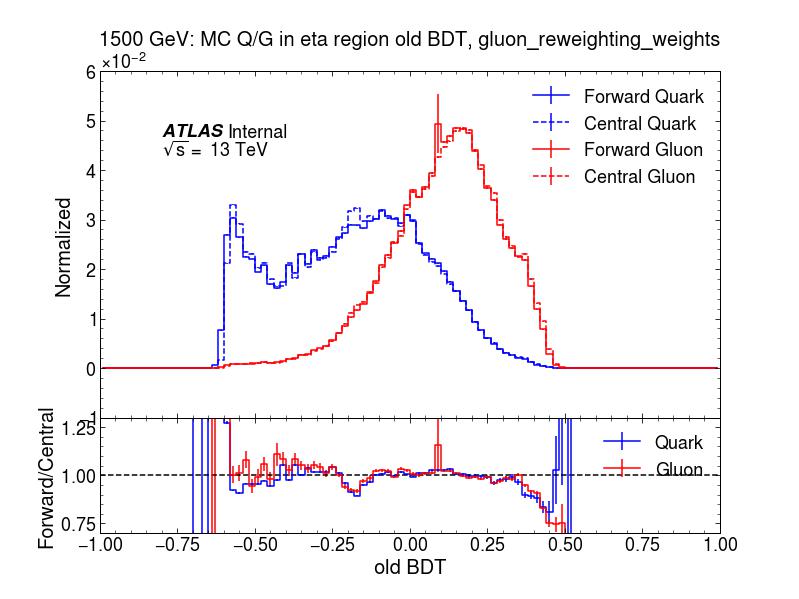 1500 GeV: MC Q/G in eta region old BDT, gluon_reweighting_weights
×10⁻²
6
5
4
3
2
1
0
−1
Normalized
ATLAS Internal
√s = 13 TeV
Forward Quark
Central Quark
Forward Gluon
Central Gluon
1.25
1.00
0.75
Forward/Central
Quark
Gluon
−1.00 −0.75 −0.50 −0.25 0.00 0.25 0.50 0.75 1.00
old BDT